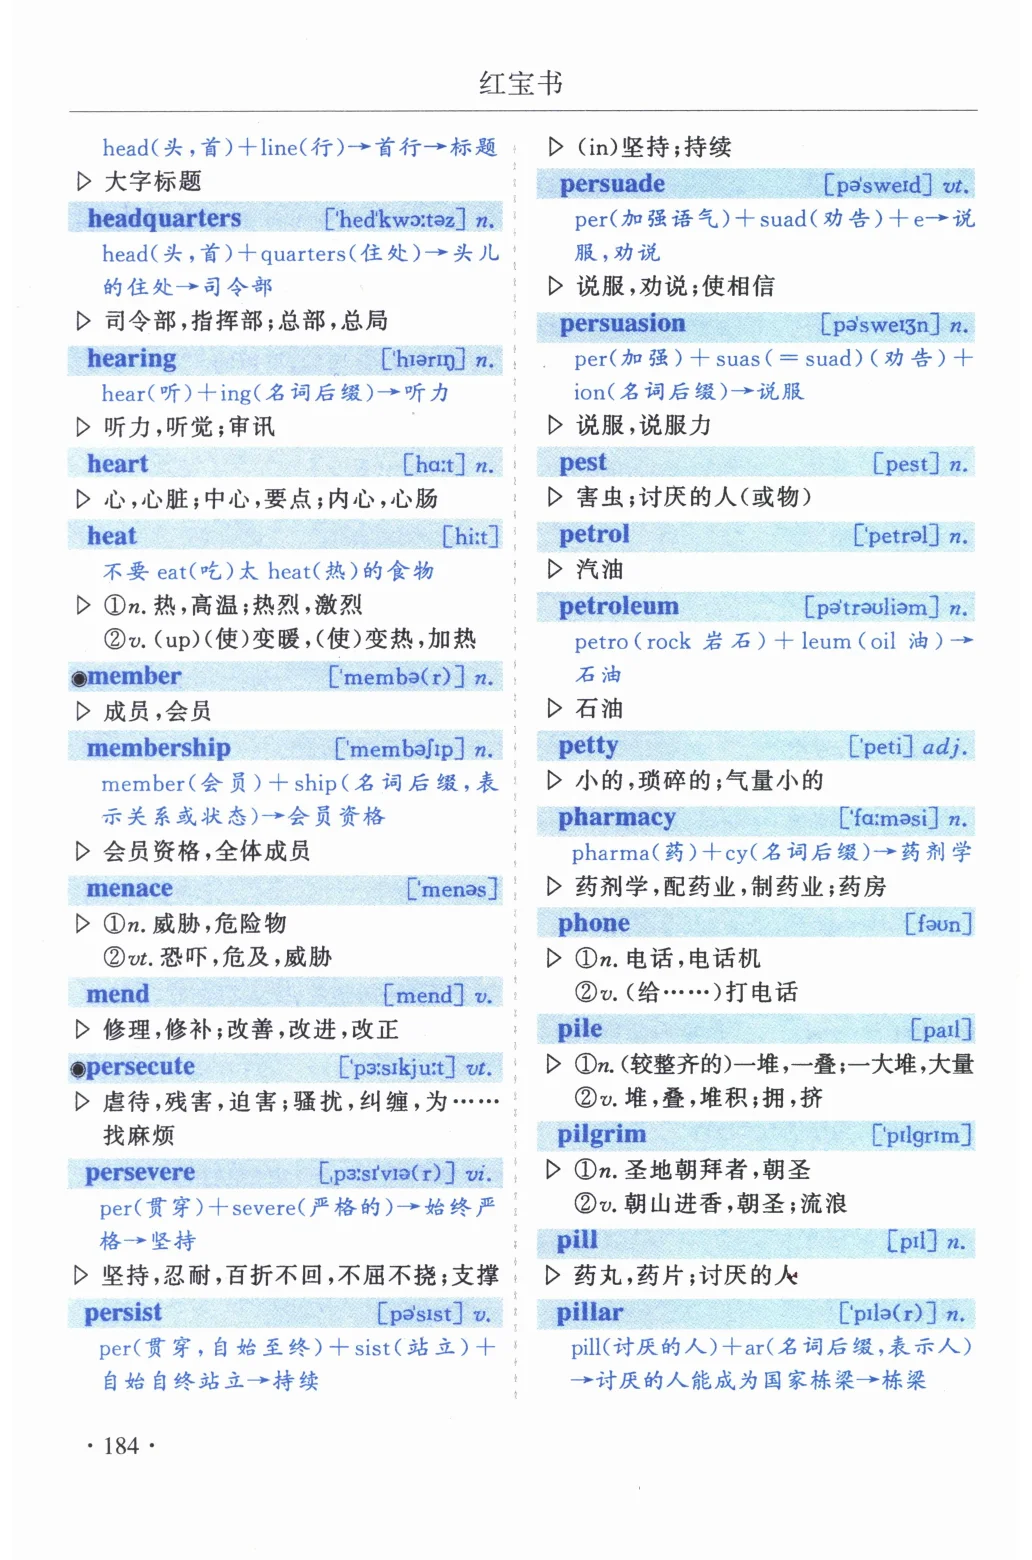 红宝书
head(头,首)＋line(行)→首行→标题
▷ 大字标题
headquarters ['hed'kwɔ:təz] n.
head(头,首)＋quarters(住处)→头儿
的住处→司令部
▷ 司令部,指挥部;总部,总局
hearing ['hɪərɪŋ] n.
hear(听)＋ing(名词后缀)→听力
▷ 听力,听觉;审讯
heart [hɑ:t] n.
▷ 心,心脏;中心,要点;内心,心肠
heat [hi:t]
不要 eat(吃)太 heat(热)的食物
▷ ①n. 热,高温;热烈,激烈
②v. (up)(使)变暖,(使)变热,加热
◉member ['membə(r)] n.
▷ 成员,会员
membership ['membəʃɪp] n.
member(会员)＋ship(名词后缀,表
示关系或状态)→会员资格
▷ 会员资格,全体成员
menace ['menəs]
▷ ①n. 威胁,危险物
②vt. 恐吓,危及,威胁
mend [mend] v.
▷ 修理,修补;改善,改进,改正
◉persecute ['pɜ:sɪkju:t] vt.
▷ 虐待,残害,迫害;骚扰,纠缠,为……
找麻烦
persevere [ˌpɜ:sɪ'vɪə(r)] vi.
per(贯穿)＋severe(严格的)→始终严
格→坚持
▷ 坚持,忍耐,百折不回,不屈不挠;支撑
persist [pə'sɪst] v.
per(贯穿,自始至终)＋sist(站立)＋
自始自终站立→持续
▷ (in)坚持;持续
persuade [pə'sweɪd] vt.
per(加强语气)＋suad(劝告)＋e→说
服,劝说
▷ 说服,劝说;使相信
persuasion [pə'sweɪʒn] n.
per(加强)＋suas(＝suad)(劝告)＋
ion(名词后缀)→说服
▷ 说服,说服力
pest [pest] n.
▷ 害虫;讨厌的人(或物)
petrol ['petrəl] n.
▷ 汽油
petroleum [pə'trəʊliəm] n.
petro(rock 岩石)＋leum(oil 油)→
石油
▷ 石油
petty ['peti] adj.
▷ 小的,琐碎的;气量小的
pharmacy ['fɑ:məsi] n.
pharma(药)＋cy(名词后缀)→药剂学
▷ 药剂学,配药业,制药业;药房
phone [fəʊn]
▷ ①n. 电话,电话机
②v. (给……)打电话
pile [paɪl]
▷ ①n. (较整齐的)一堆,一叠;一大堆,大量
②v. 堆,叠,堆积;拥,挤
pilgrim ['pɪlgrɪm]
▷ ①n. 圣地朝拜者,朝圣
②v. 朝山进香,朝圣;流浪
pill [pɪl] n.
▷ 药丸,药片;讨厌的人
pillar ['pɪlə(r)] n.
pill(讨厌的人)＋ar(名词后缀,表示人)
→讨厌的人能成为国家栋梁→栋梁
· 184 ·